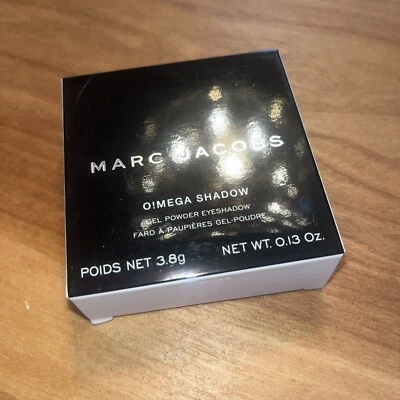 MARC JACOBS
O!MEGA SHADOW
GEL POWDER EYESHADOW
FARD À PAUPIÈRES GEL-POUDRE
POIDS NET 3.8g NET WT. 0.13 Oz.